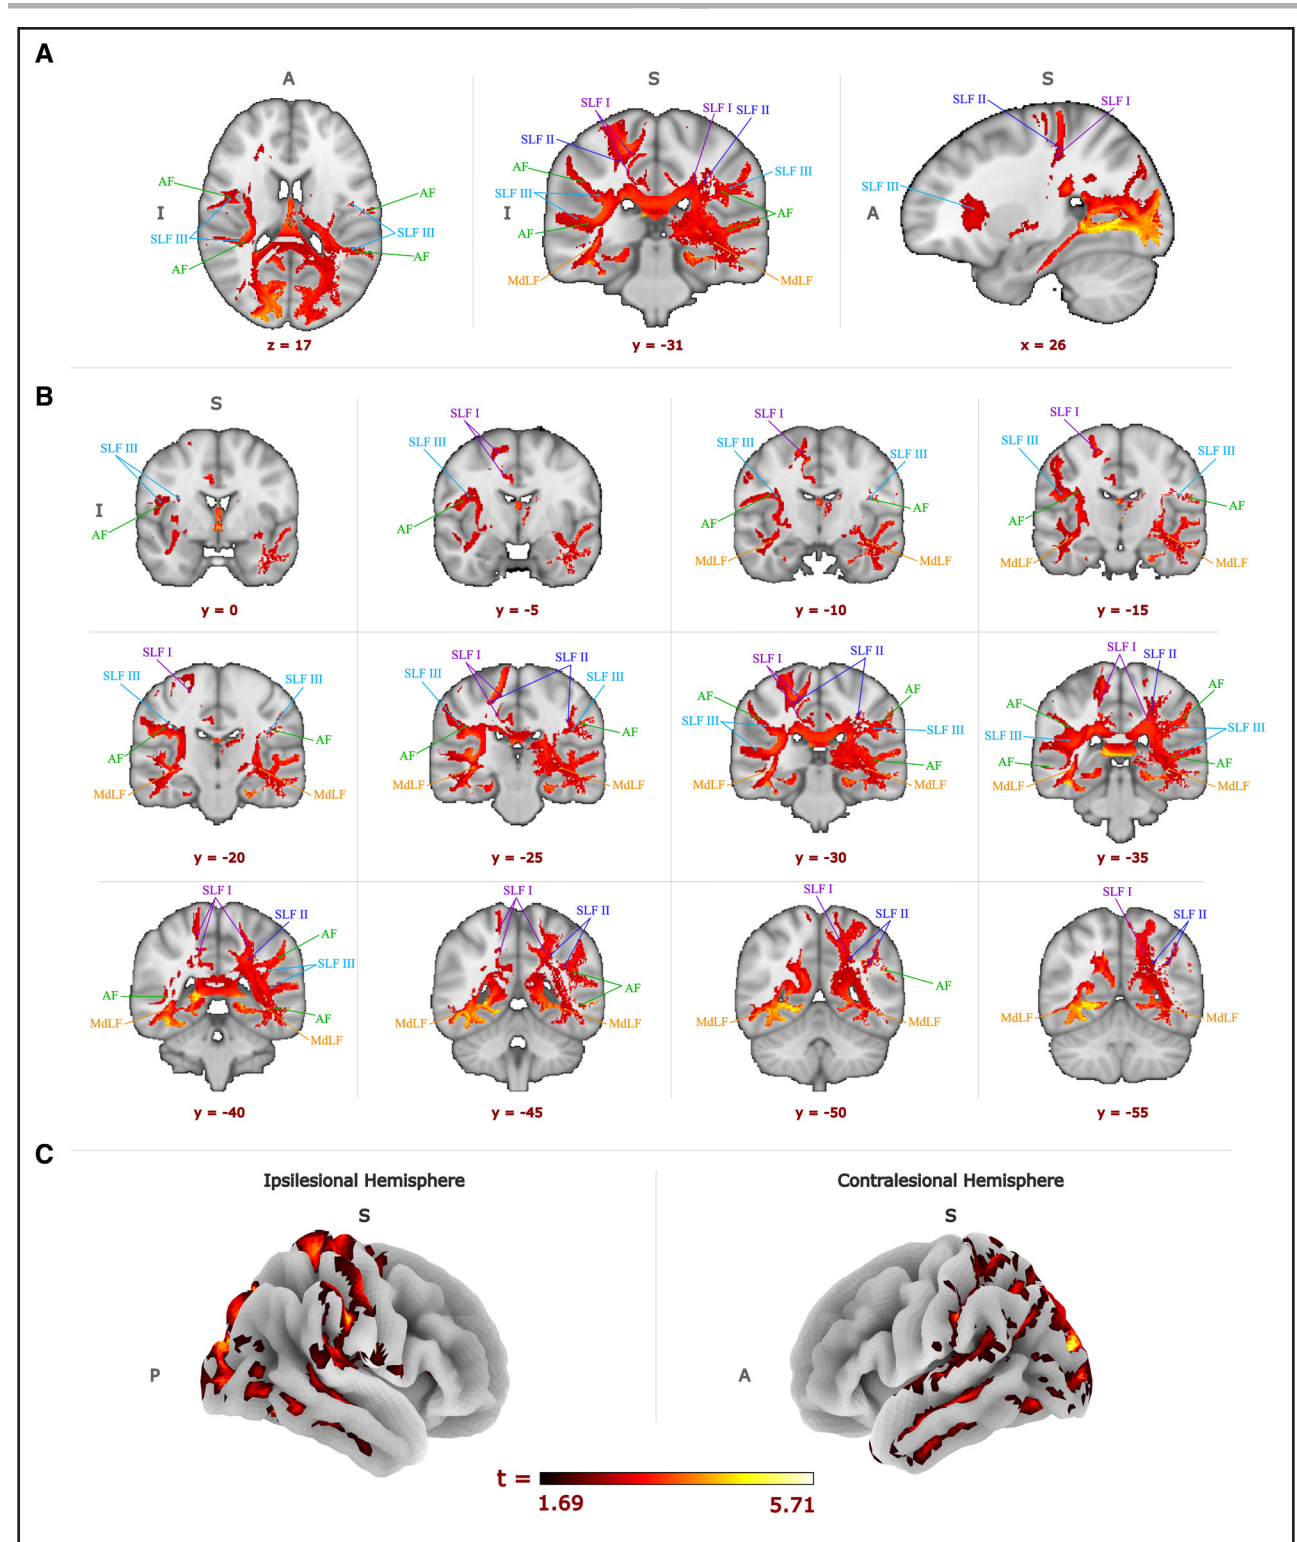 A
A
S
S
SLF I
SLF I
SLF II
SLF II
SLF II
SLF I
AF
AF
AF
SLF III
SLF III
SLF III
I
I
A
SLF III
SLF III
AF
AF
AF
AF
MdLF
MdLF
z = 17
y = -31
x = 26
B
S
SLF I
SLF I
SLF I
SLF III
SLF III
SLF III
SLF III
SLF III
SLF III
I
AF
AF
AF
AF
AF
MdLF
MdLF
MdLF
MdLF
y = 0
y = -5
y = -10
y = -15
SLF I
SLF I
SLF II
SLF I
SLF II
SLF I
SLF II
SLF III
SLF III
SLF III
SLF III
AF
AF
AF
AF
SLF III
SLF III
SLF III
SLF III
AF
AF
AF
AF
AF
AF
AF
MdLF
MdLF
MdLF
MdLF
MdLF
MdLF
MdLF
MdLF
y = -20
y = -25
y = -30
y = -35
SLF I
SLF I
SLF I
SLF I
SLF II
SLF II
SLF II
SLF II
AF
SLF III
AF
AF
AF
AF
MdLF
MdLF
MdLF
MdLF
MdLF
MdLF
MdLF
MdLF
y = -40
y = -45
y = -50
y = -55
C
Ipsilesional Hemisphere
Contralesional Hemisphere
S
S
P
A
t =
1.69
5.71